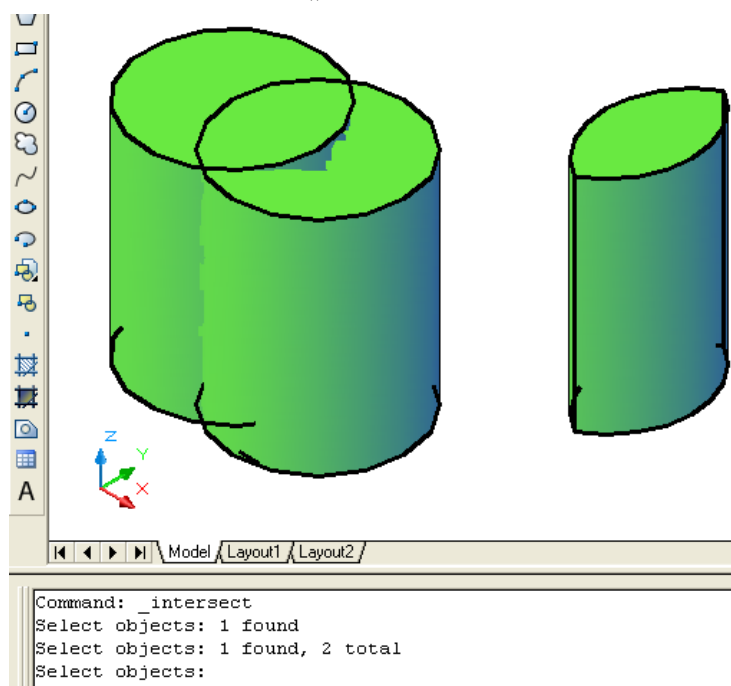 A
Z
Y
X
Model Layout1 Layout2
Command: _intersect
Select objects: 1 found
Select objects: 1 found, 2 total
Select objects: